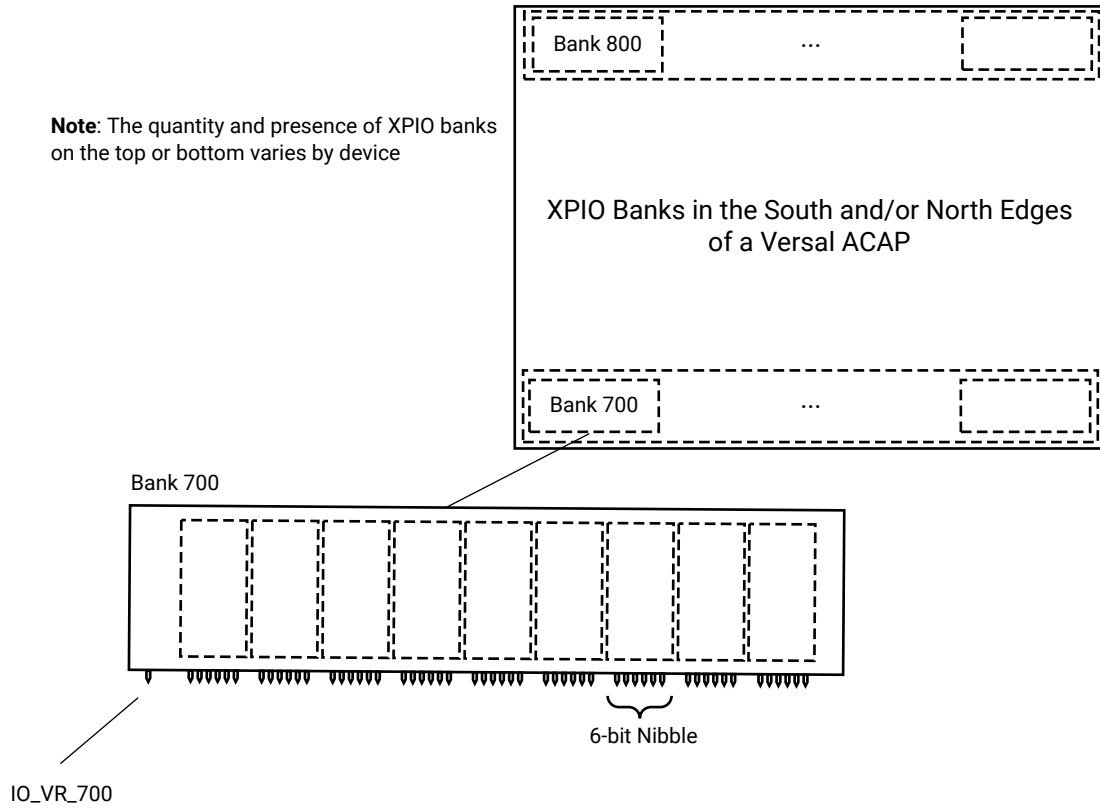 Bank 800
...
Note: The quantity and presence of XPIO banks
on the top or bottom varies by device
XPIO Banks in the South and/or North Edges
of a Versal ACAP
Bank 700
...
Bank 700
6-bit Nibble
IO_VR_700